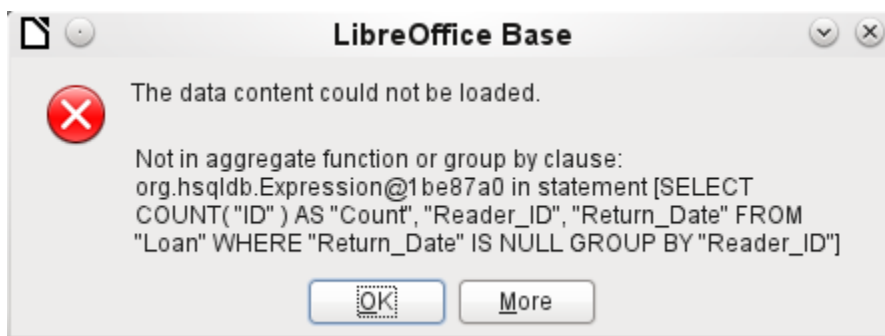 LibreOffice Base
The data content could not be loaded.
Not in aggregate function or group by clause:
org.hsqldb.Expression@1be87a0 in statement [SELECT
COUNT( "ID" ) AS "Count", "Reader_ID", "Return_Date" FROM
"Loan" WHERE "Return_Date" IS NULL GROUP BY "Reader_ID"]
OK
More